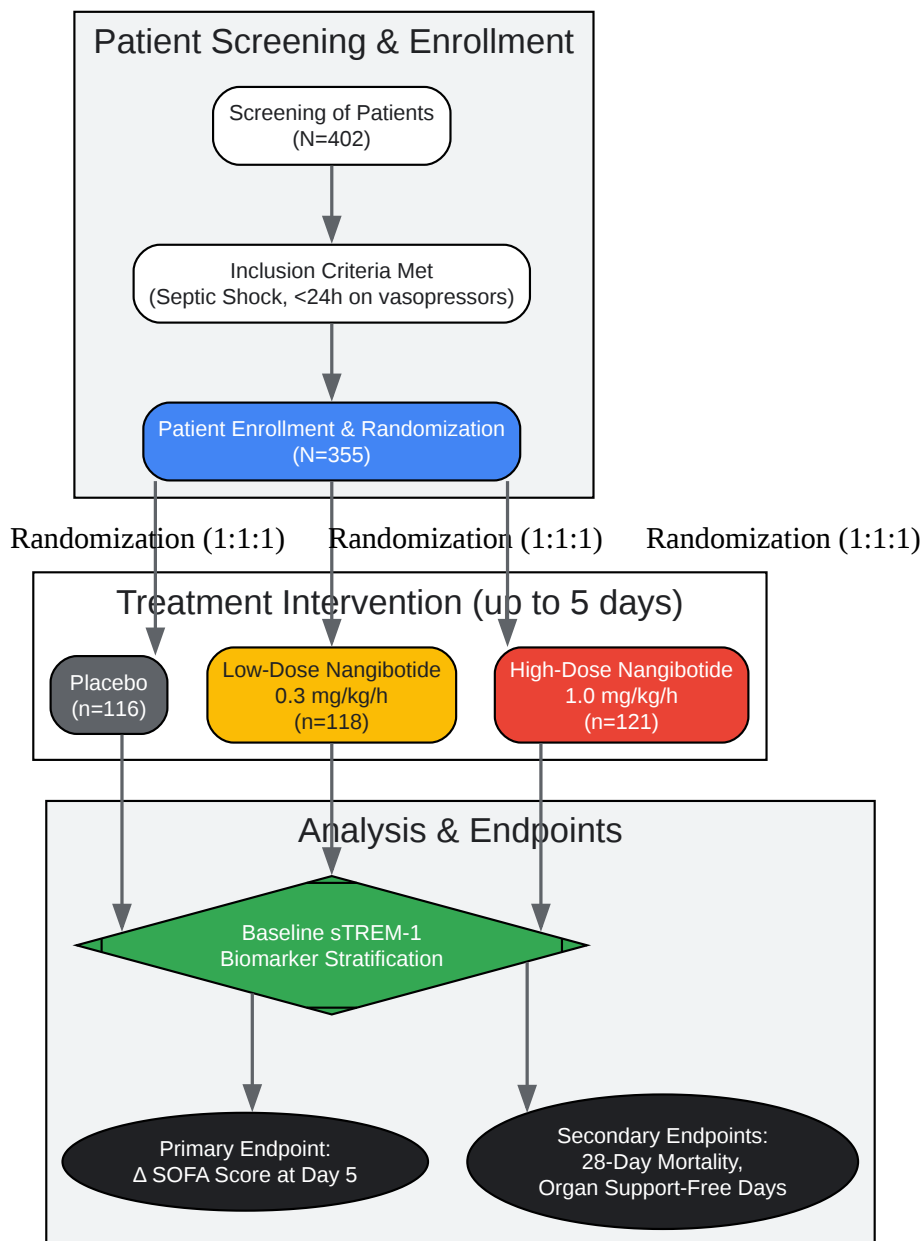 Patient Screening & Enrollment
Screening of Patients
(N=402)
Inclusion Criteria Met
(Septic Shock, <24h on vasopressors)
Patient Enrollment & Randomization
(N=355)
Randomization (1:1:1)
Randomization (1:1:1)
Randomization (1:1:1)
Treatment Intervention (up to 5 days)
Placebo
(n=116)
Low-Dose Nangibotide
0.3 mg/kg/h
(n=118)
High-Dose Nangibotide
1.0 mg/kg/h
(n=121)
Analysis & Endpoints
Baseline sTREM-1
Biomarker Stratification
Primary Endpoint:
Δ SOFA Score at Day 5
Secondary Endpoints:
28-Day Mortality,
Organ Support-Free Days